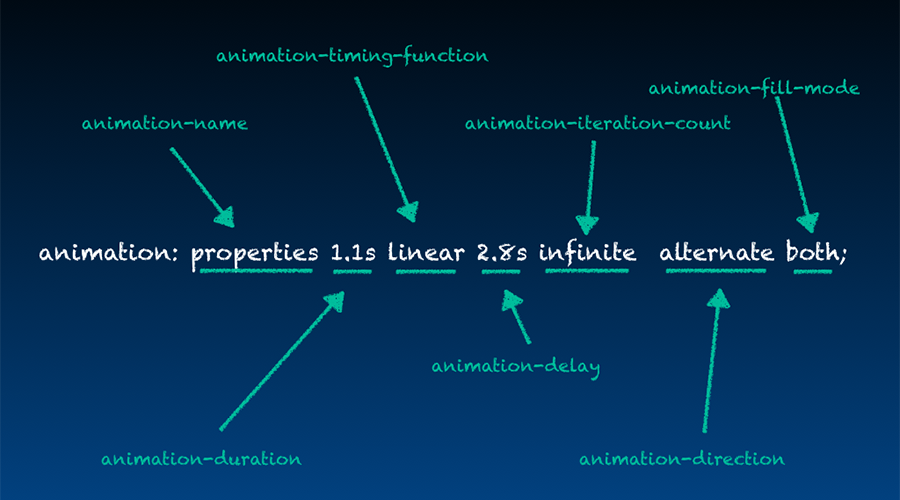 animation-timing-function
animation-fill-mode
animation-name
animation-iteration-count
animation: properties 1.1s linear 2.8s infinite alternate both;
animation-delay
animation-duration
animation-direction